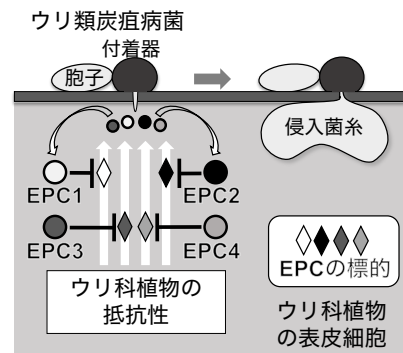 ウリ類炭疽病菌
付着器
胞子
侵入菌糸
EPC1
EPC2
EPC3
EPC4
EPCの標的
ウリ科植物の
抵抗性
ウリ科植物
の表皮細胞